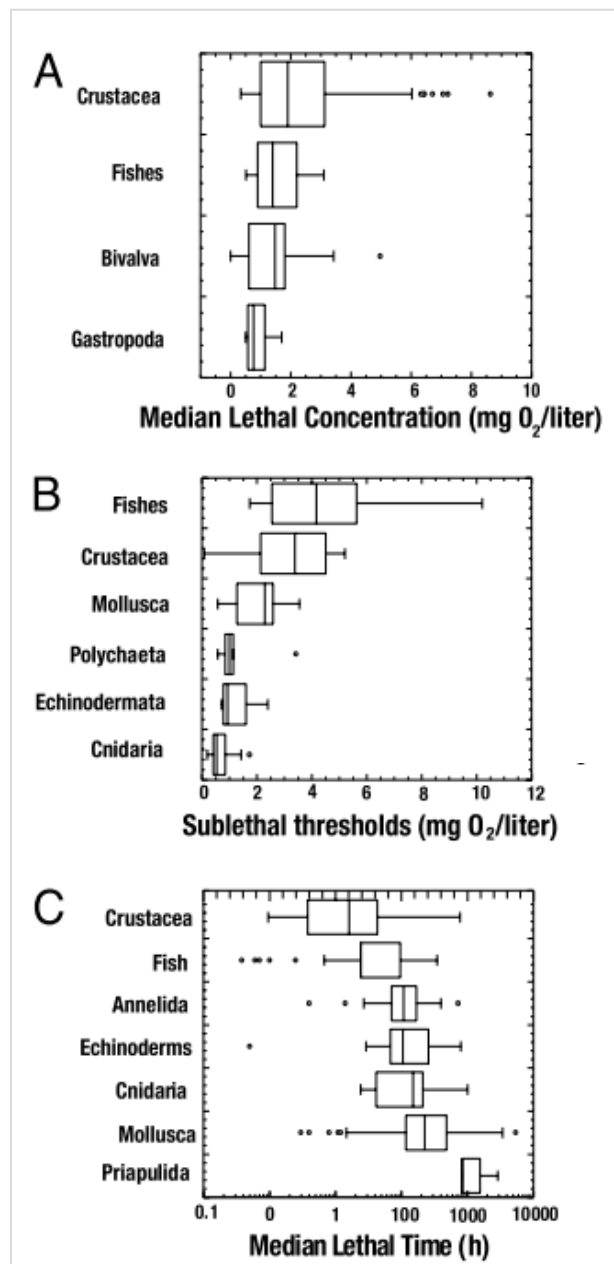 A
Crustacea
Fishes
Bivalva
Gastropoda
0 2 4 6 8 10
Median Lethal Concentration (mg O₂/liter)
B
Fishes
Crustacea
Mollusca
Polychaeta
Echinodermata
Cnidaria
0 2 4 6 8 10 12
Sublethal thresholds (mg O₂/liter)
C
Crustacea
Fish
Annelida
Echinoderms
Cnidaria
Mollusca
Priapulida
0.1 0 1 100 1000 10000
Median Lethal Time (h)